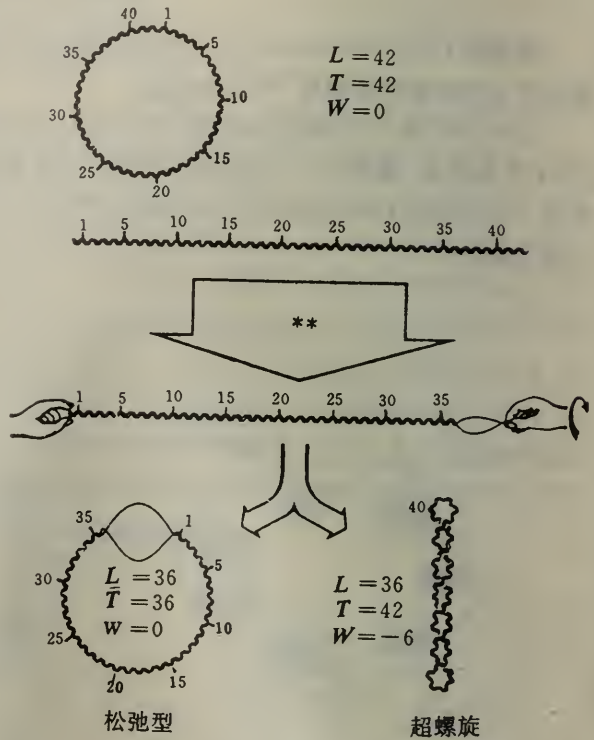 40 1
35 5
30 10
25 15
20
L = 42
T = 42
W = 0
1 5 10 15 20 25 30 35 40
**
1 5 10 15 20 25 30 35
35 1
30 5
25 10
20 15
L = 36
T = 36
W = 0
松弛型
40
L = 36
T = 42
W = −6
超螺旋